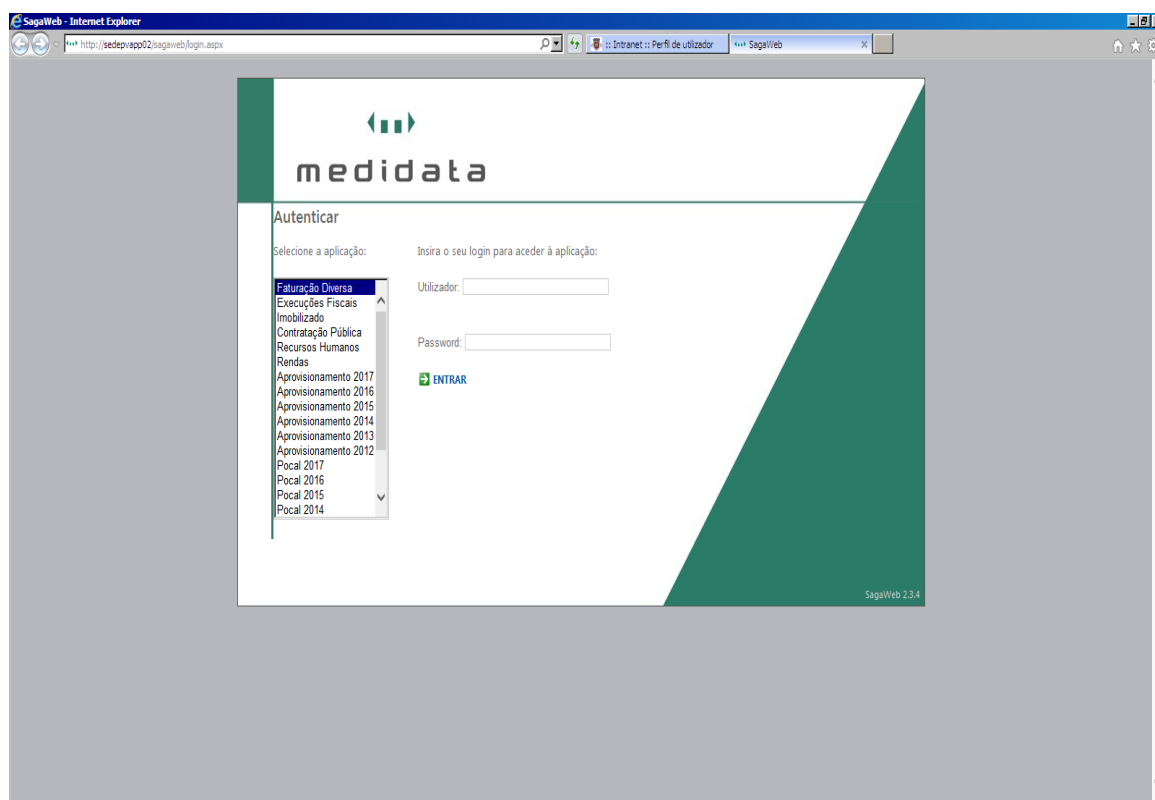 SagaWeb - Internet Explorer
http://sedepvapp02/sagaweb/login.aspx
:: Intranet :: Perfil de utilizador
SagaWeb
medidata
Autenticar
Selecione a aplicação:
Insira o seu login para aceder à aplicação:
Faturação Diversa
Execuções Fiscais
Imobilizado
Contratação Pública
Recursos Humanos
Rendas
Aprovisionamento 2017
Aprovisionamento 2016
Aprovisionamento 2015
Aprovisionamento 2014
Aprovisionamento 2013
Aprovisionamento 2012
Pocal 2017
Pocal 2016
Pocal 2015
Pocal 2014
Utilizador:
Password:
ENTRAR
SagaWeb 2.3.4